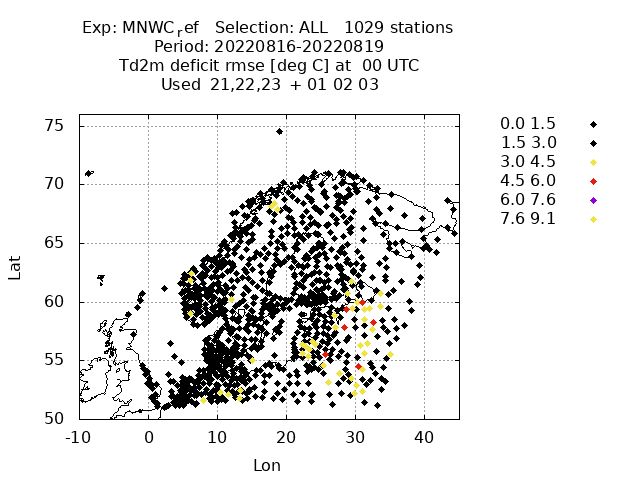 Exp: MNWC_ref   Selection: ALL   1029 stations
Period: 20220816-20220819
Td2m deficit rmse [deg C] at  00 UTC
Used  21,22,23  + 01 02 03
0.0 1.5
1.5 3.0
3.0 4.5
4.5 6.0
6.0 7.6
7.6 9.1
75
70
65
60
55
50
Lat
-10 0 10 20 30 40
Lon